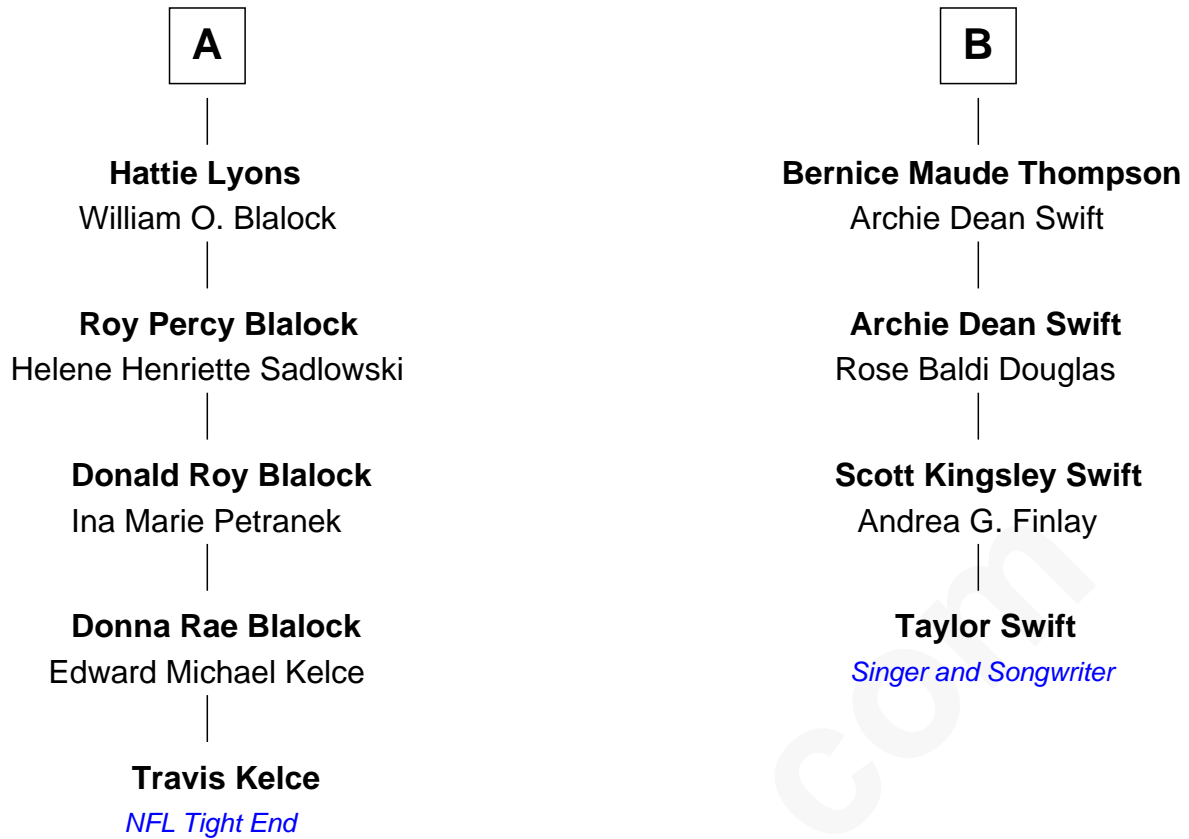 A
Hattie Lyons
William O. Blalock
Roy Percy Blalock
Helene Henriette Sadlowski
Donald Roy Blalock
Ina Marie Petranek
Donna Rae Blalock
Edward Michael Kelce
Travis Kelce
NFL Tight End
B
Bernice Maude Thompson
Archie Dean Swift
Archie Dean Swift
Rose Baldi Douglas
Scott Kingsley Swift
Andrea G. Finlay
Taylor Swift
Singer and Songwriter
com